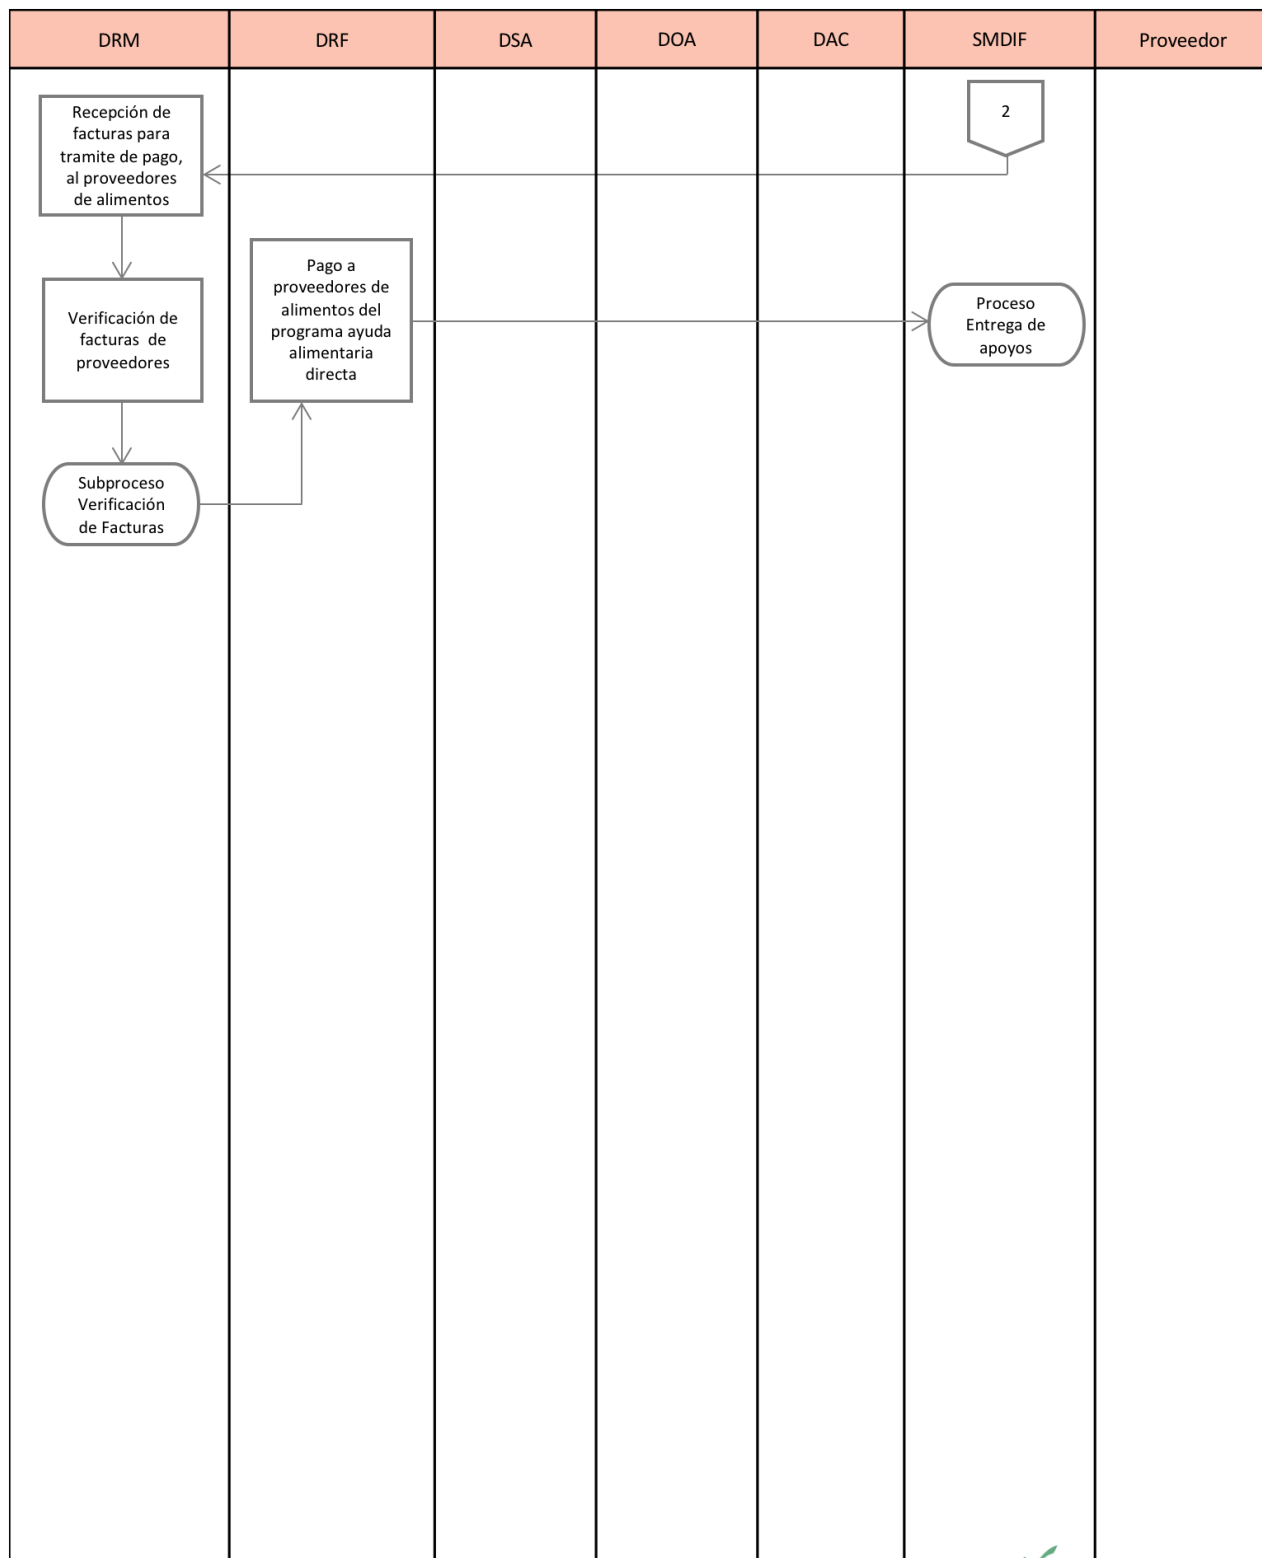 DRM
DRF
DSA
DOA
DAC
SMDIF
Proveedor
2
Recepción de
facturas para
tramite de pago,
al proveedores
de alimentos
Pago a
proveedores de
alimentos del
programa ayuda
alimentaria
directa
Verificación de
facturas  de
proveedores
Proceso
Entrega de
apoyos
Subproceso
Verificación
de Facturas